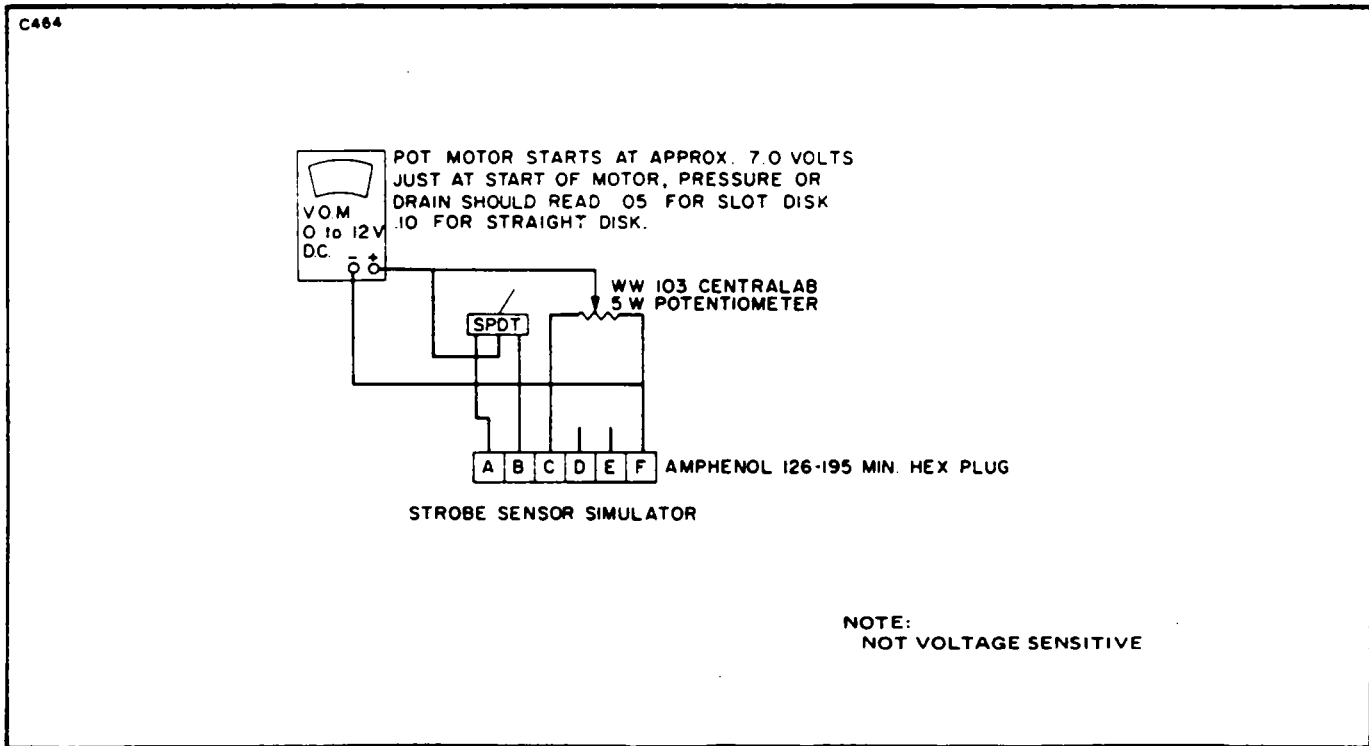 C464
POT MOTOR STARTS AT APPROX. 7.0 VOLTS
JUST AT START OF MOTOR, PRESSURE OR
DRAIN SHOULD READ .05 FOR SLOT DISK
.10 FOR STRAIGHT DISK.
V.O.M
0 to 12V
D.C.
- +
WW 103 CENTRALAB
5 W POTENTIOMETER
SPDT
A B C D E F AMPHENOL 126-195 MIN. HEX PLUG
STROBE SENSOR SIMULATOR
NOTE:
NOT VOLTAGE SENSITIVE